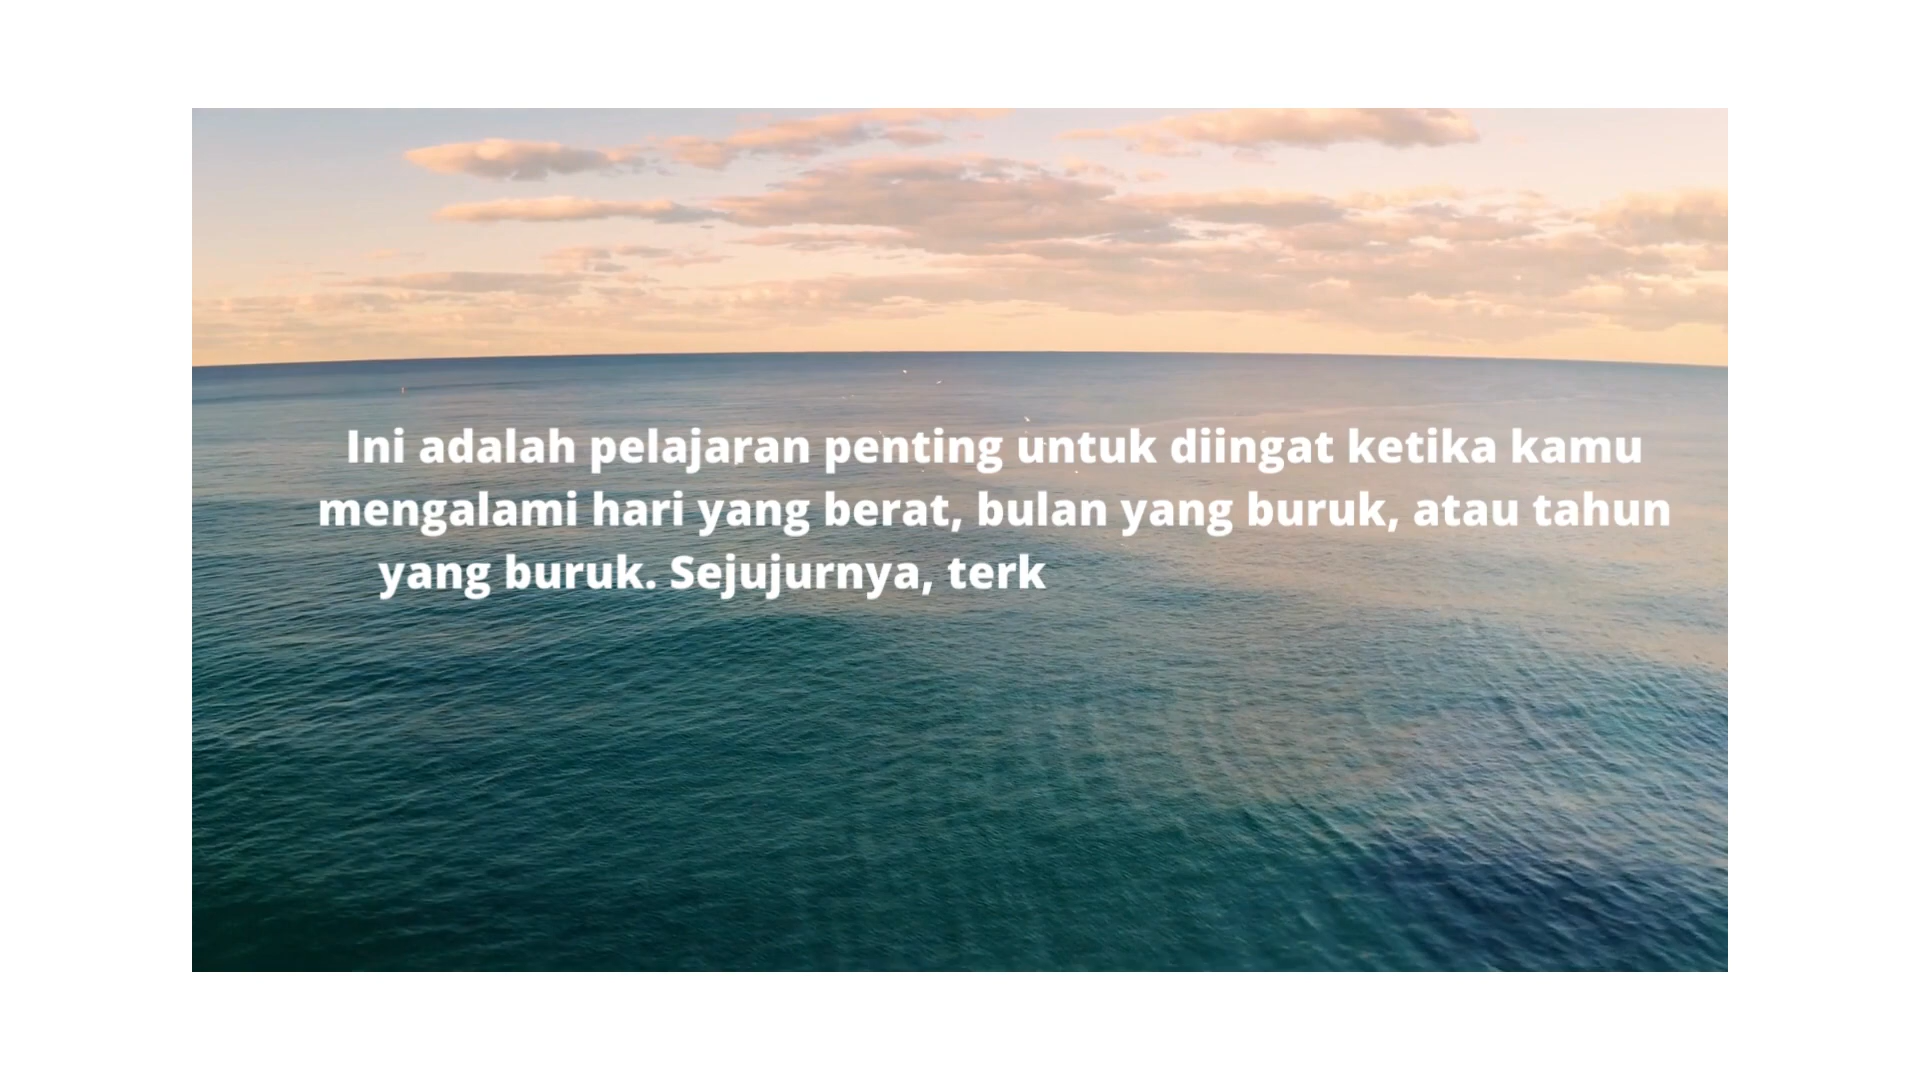 Ini adalah pelajaran penting untuk diingat ketika kamu
mengalami hari yang berat, bulan yang buruk, atau tahun
yang buruk. Sejujurnya, terk